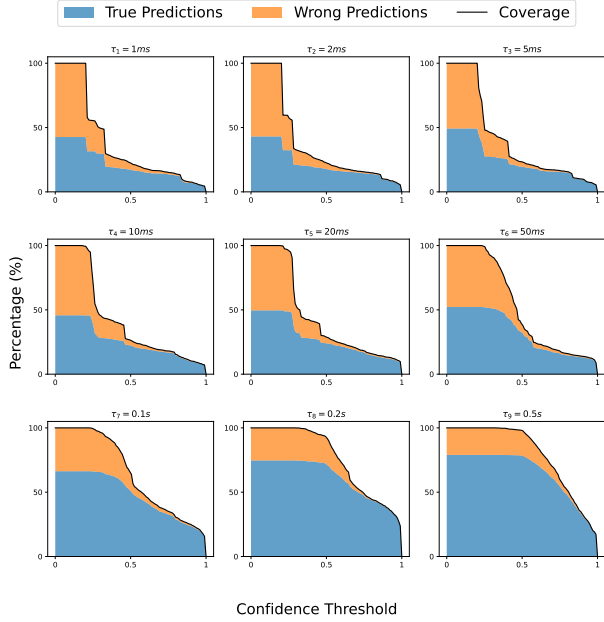 True Predictions Wrong Predictions Coverage
τ₁ = 1ms τ₂ = 2ms τ₃ = 5ms
100 100 100
50 50 50
0 0 0
0 0.5 1 0 0.5 1 0 0.5 1
τ₄ = 10ms τ₅ = 20ms τ₆ = 50ms
100 100 100
50 50 50
0 0 0
0 0.5 1 0 0.5 1 0 0.5 1
Percentage (%)
τ₇ = 0.1s τ₈ = 0.2s τ₉ = 0.5s
100 100 100
50 50 50
0 0 0
0 0.5 1 0 0.5 1 0 0.5 1
Confidence Threshold